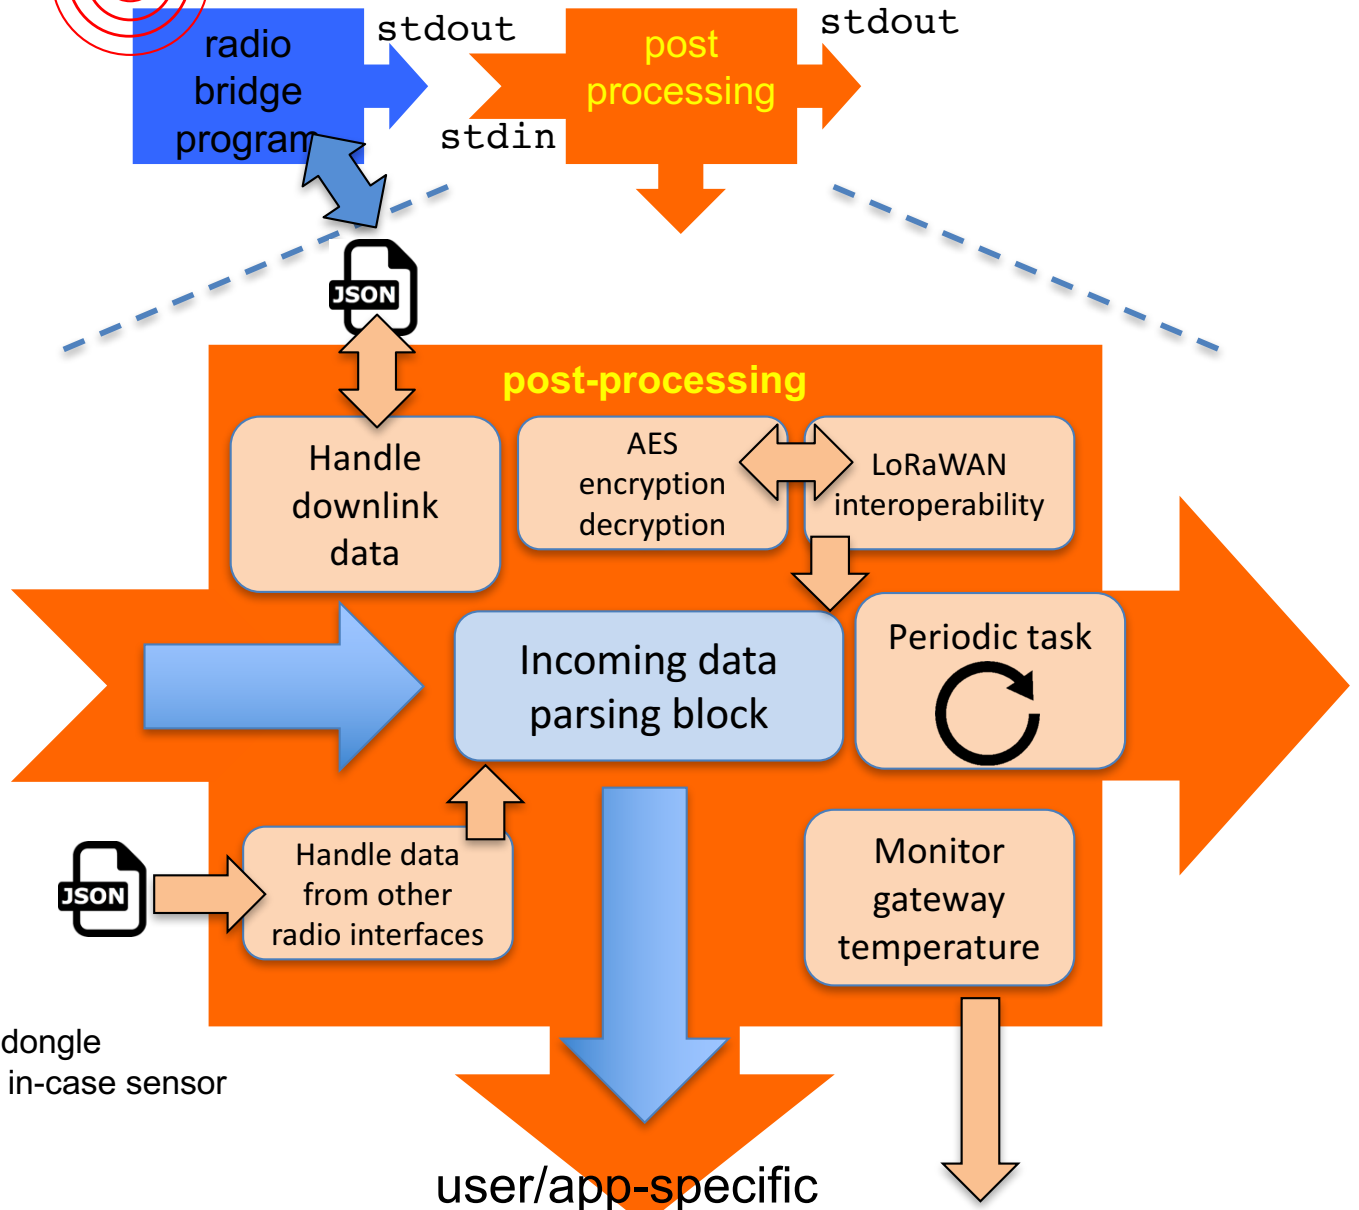 stdout
stdout
radio
bridge
program
post
processing
stdin
JSON
post-processing
Handle
downlink
data
AES
encryption
decryption
LoRaWAN
interoperability
Incoming data
parsing block
Periodic task
JSON
Handle data
from other
radio interfaces
Monitor
gateway
temperature
dongle
in-case sensor
user/app-specific